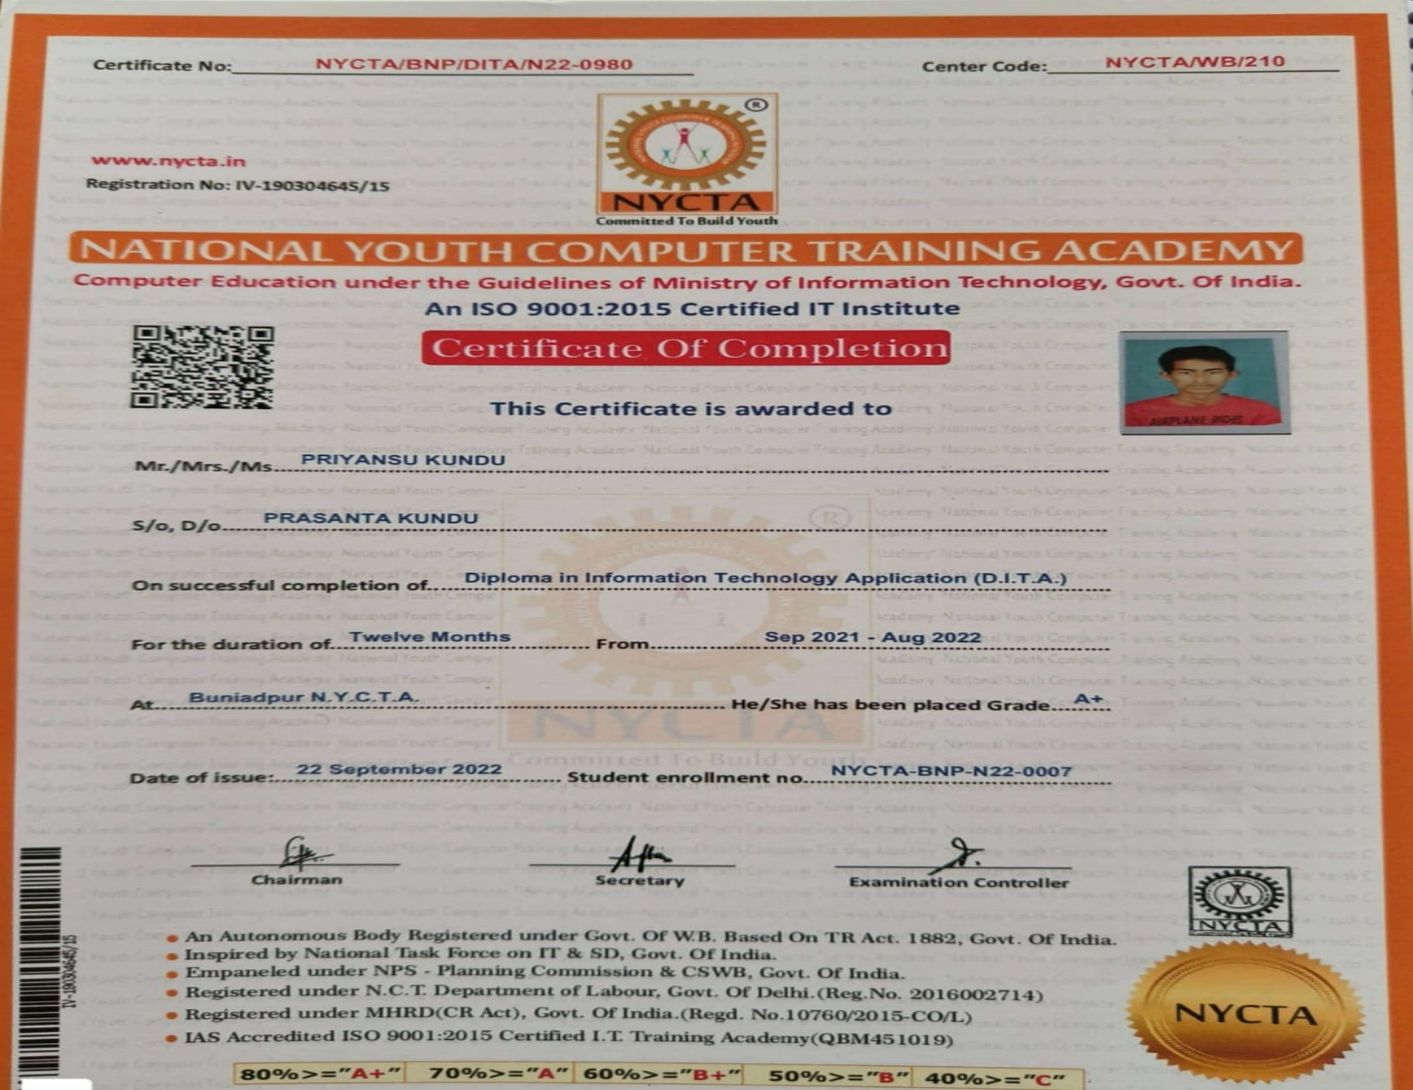 Certificate No: NYCTA/BNP/DITA/N22-0980 Center Code: NYCTA/WB/210
®
www.nycta.in
Registration No: IV-190304645/15
NYCTA
Committed To Build Youth
NATIONAL YOUTH COMPUTER TRAINING ACADEMY
Computer Education under the Guidelines of Ministry of Information Technology, Govt. Of India.
An ISO 9001:2015 Certified IT Institute
Certificate Of Completion
This Certificate is awarded to
Mr./Mrs./Ms. PRIYANSU KUNDU
S/o, D/o. PRASANTA KUNDU
On successful completion of. Diploma in Information Technology Application (D.I.T.A.)
For the duration of. Twelve Months From. Sep 2021 - Aug 2022
At. Buniadpur N.Y.C.T.A. He/She has been placed Grade. A+
Date of issue: 22 September 2022 Student enrollment no. NYCTA-BNP-N22-0007
Chairman Secretary Examination Controller
NYCTA
• An Autonomous Body Registered under Govt. Of W.B. Based On TR Act. 1882, Govt. Of India.
• Inspired by National Task Force on IT & SD, Govt. Of India.
• Empaneled under NPS - Planning Commission & CSWB, Govt. Of India.
• Registered under N.C.T. Department of Labour, Govt. Of Delhi.(Reg.No. 2016002714)
• Registered under MHRD(CR Act), Govt. Of India.(Regd. No.10760/2015-CO/L)
• IAS Accredited ISO 9001:2015 Certified I.T. Training Academy(QBM451019)
NYCTA
IV-190304645/15
80%>="A+" 70%>="A" 60%>="B+" 50%>="B" 40%>="C"